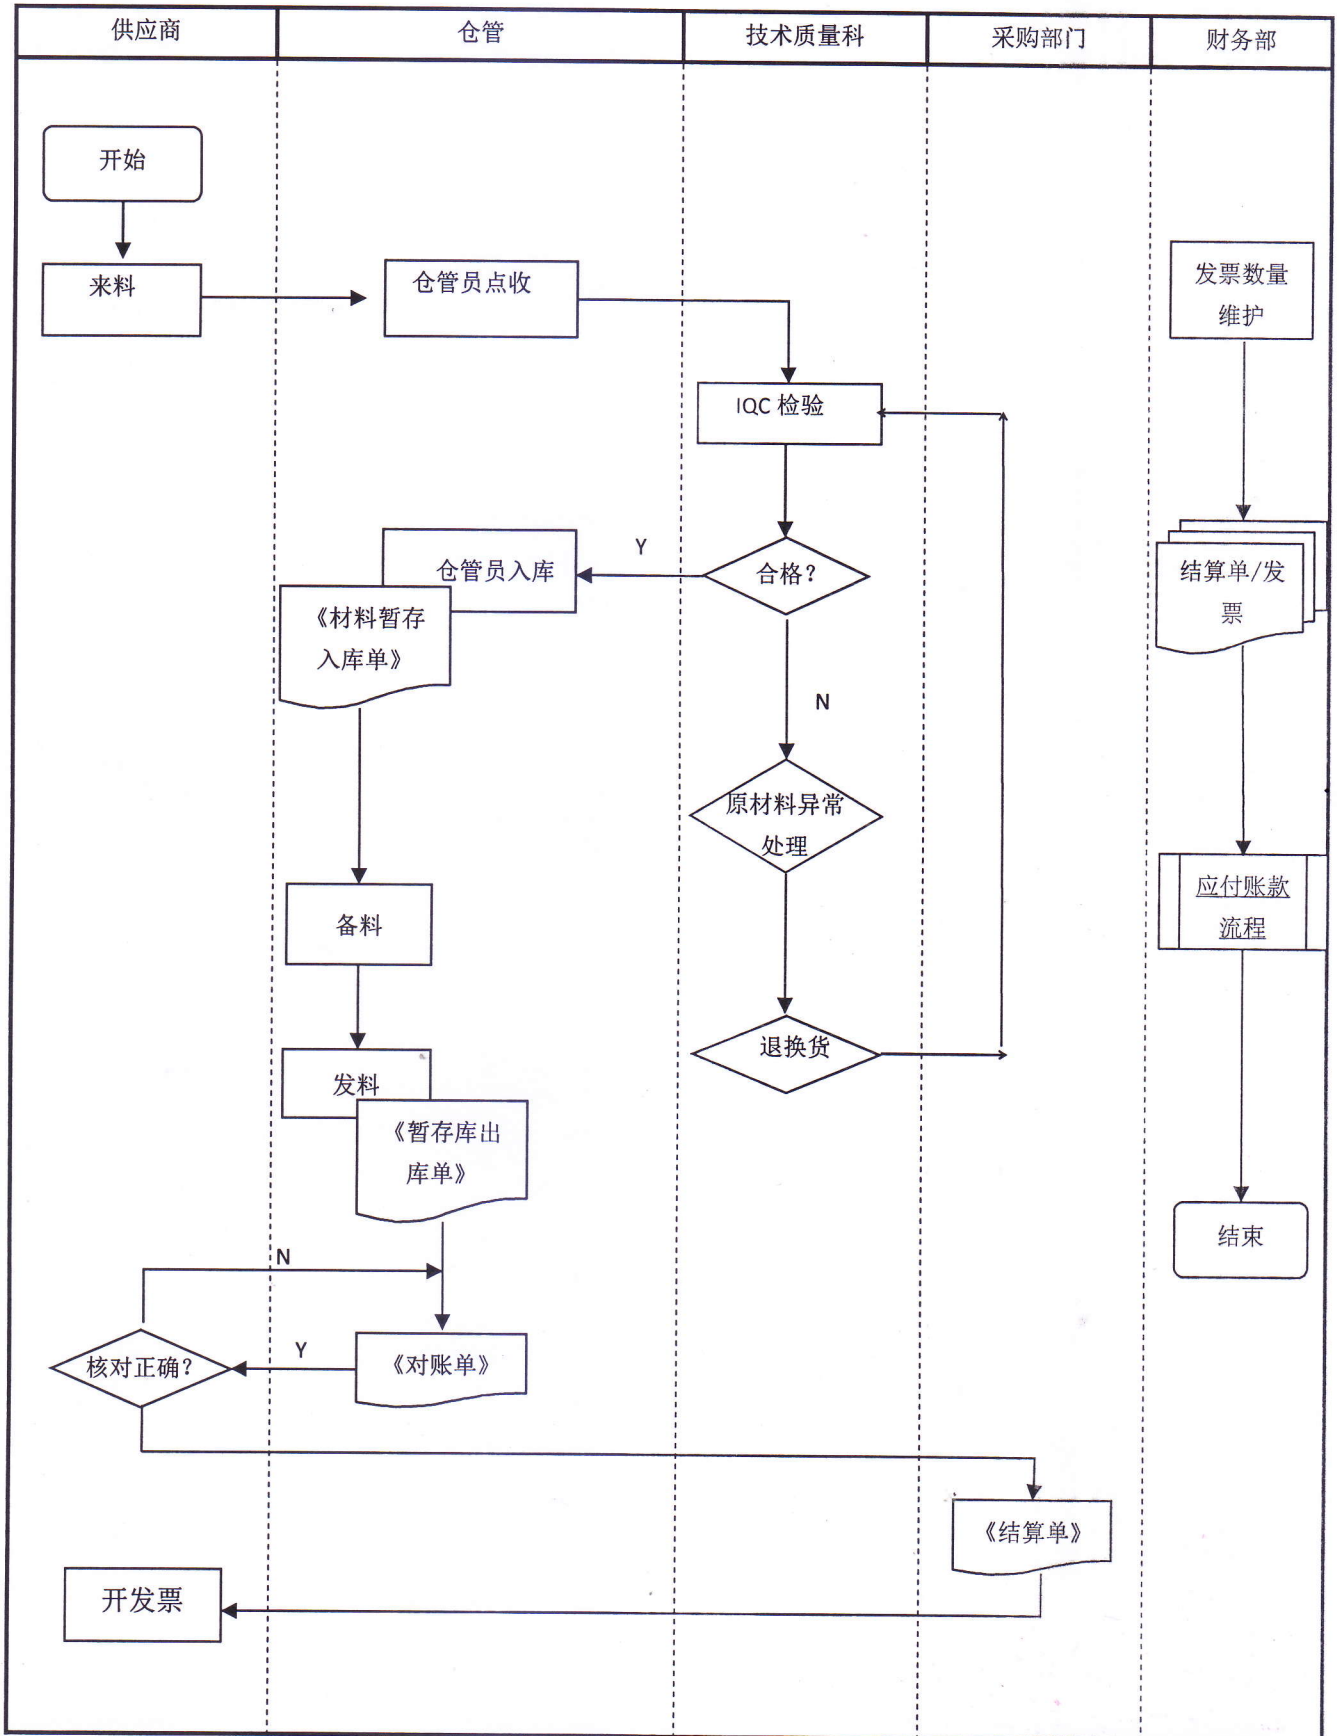 供应商
仓管
技术质量科
采购部门
财务部
开始
来料
仓管员点收
发票数量
维护
IQC 检验
Y
仓管员入库
合格？
结算单/发
票
《材料暂存
入库单》
N
原材料异常
处理
备料
应付账款
流程
退换货
发料
《暂存库出
库单》
结束
N
核对正确？
Y
《对账单》
《结算单》
开发票